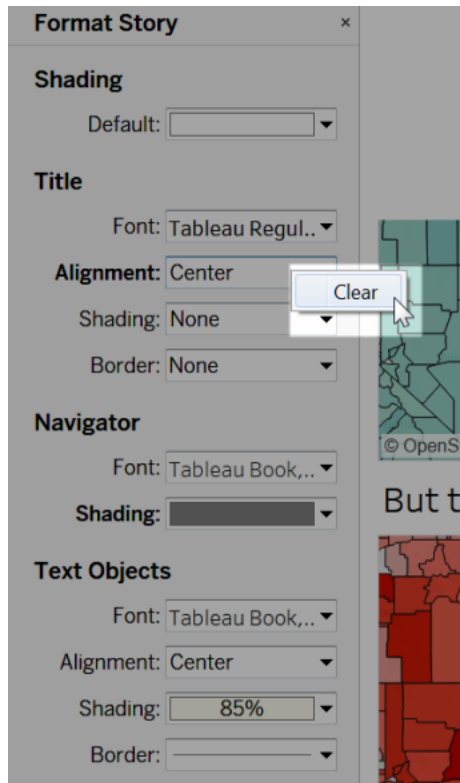 Format Story ×
Shading
Default:
Title
Font: Tableau Regul..
Alignment: Center
Clear
Shading: None
Border: None
Navigator
Font: Tableau Book,..
© OpenS
Shading:
But t
Text Objects
Font: Tableau Book,..
Alignment: Center
Shading: 85%
Border: